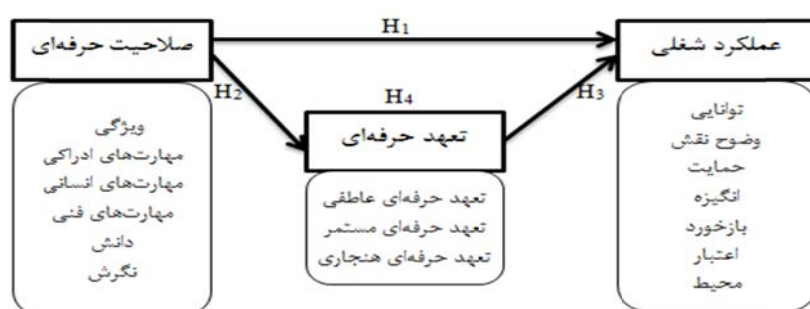 صلاحیت حرفه‌ای
ویژگی
مهارت‌های ادراکی
مهارت‌های انسانی
مهارت‌های فنی
دانش
نگرش
H1
H2
H4
H3
تعهد حرفه‌ای
تعهد حرفه‌ای عاطفی
تعهد حرفه‌ای مستمر
تعهد حرفه‌ای هنجاری
عملکرد شغلی
توانایی
وضوح نقش
حمایت
انگیزه
بازخورد
اعتبار
محیط